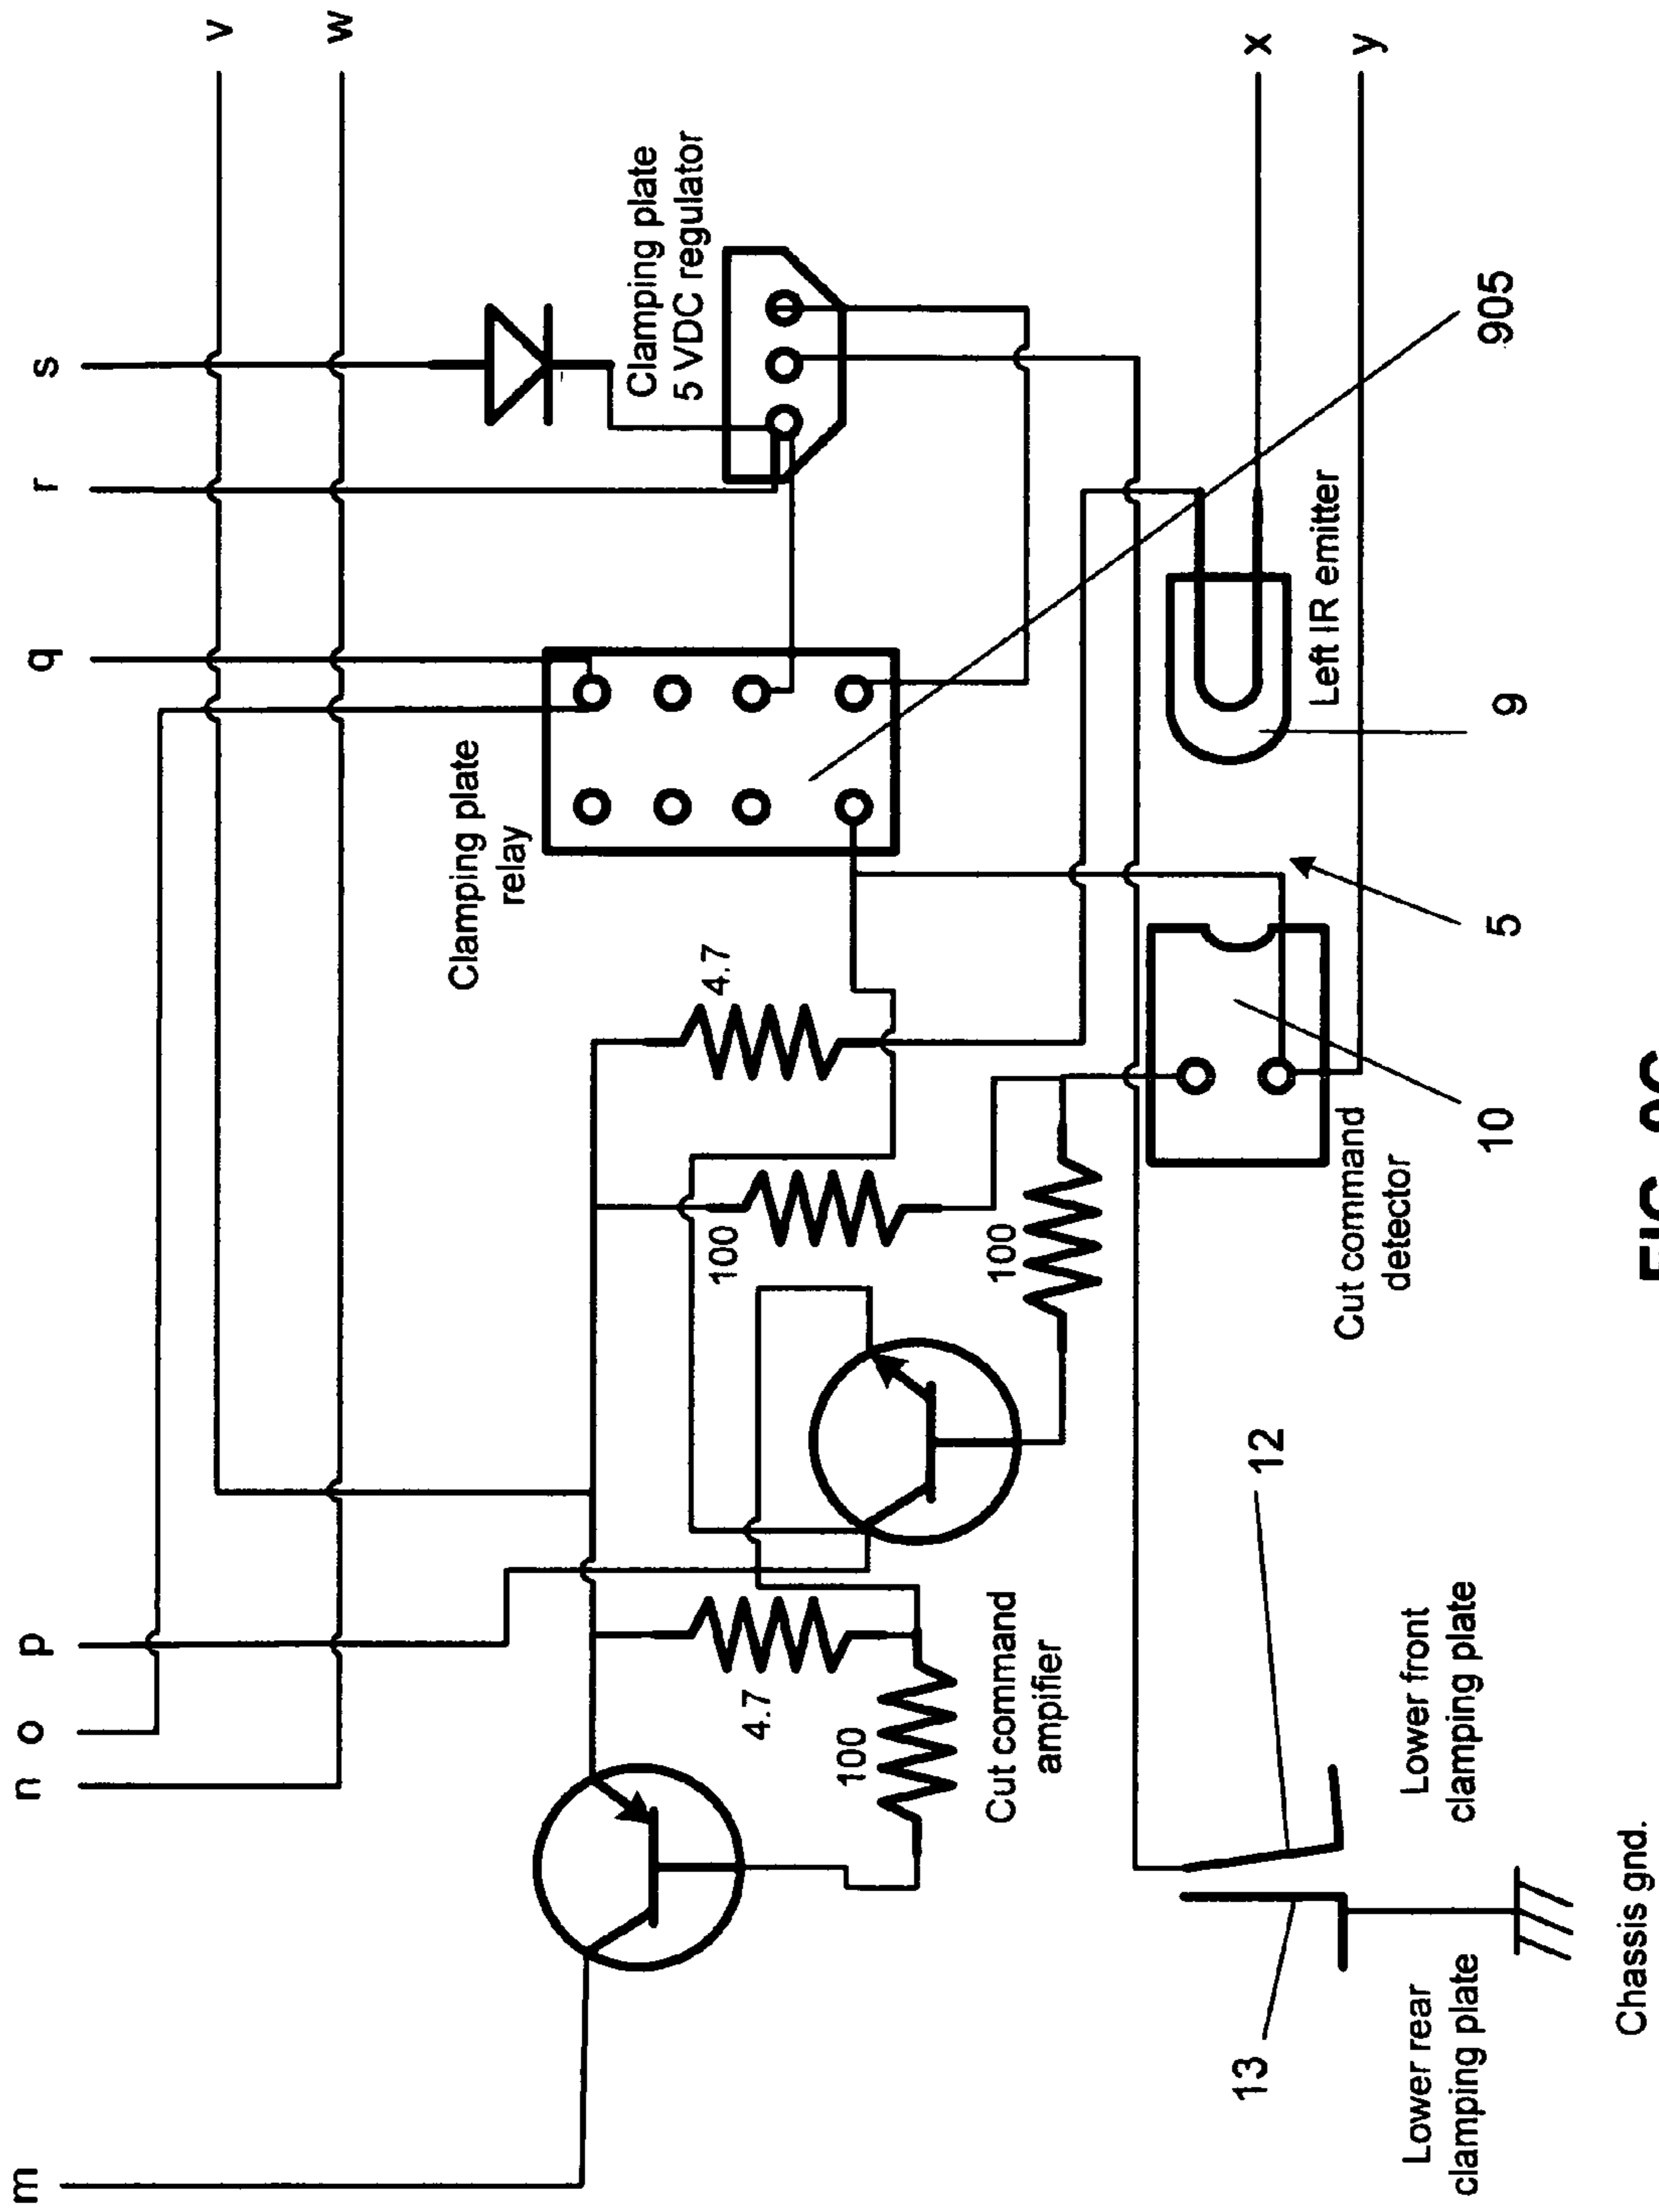 m
n
o
p
q
r
s
v
w
Clamping plate
5 VDC regulator
Clamping plate
relay
4.7
100
100
4.7
100
Cut command
ampifier
Left IR emitter
x
y
905
9
5
10
Cut command
detector
12
13
Lower front
clamping plate
Lower rear
clamping plate
Chassis gnd.
FIG